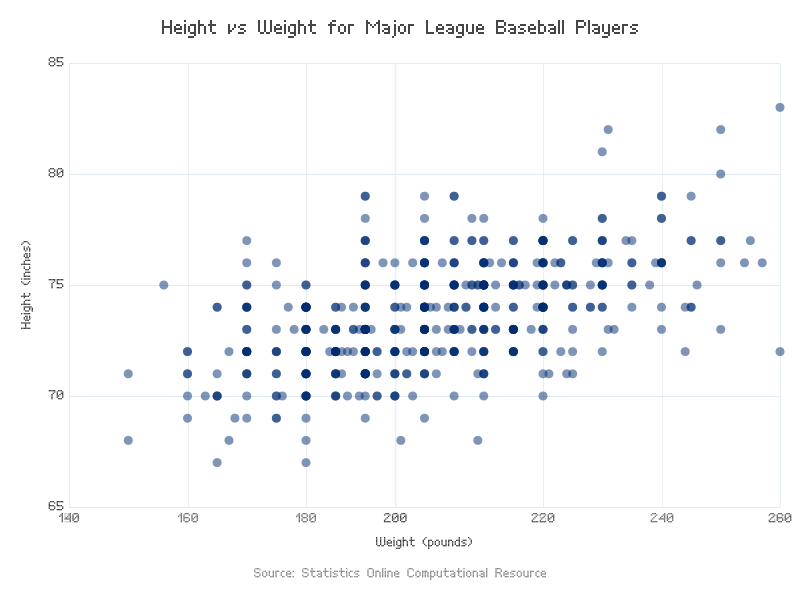 Height vs Weight for Major League Baseball Players
85
80
75
70
65
Height (inches)
140 160 180 200 220 240 260
Weight (pounds)
Source: Statistics Online Computational Resource